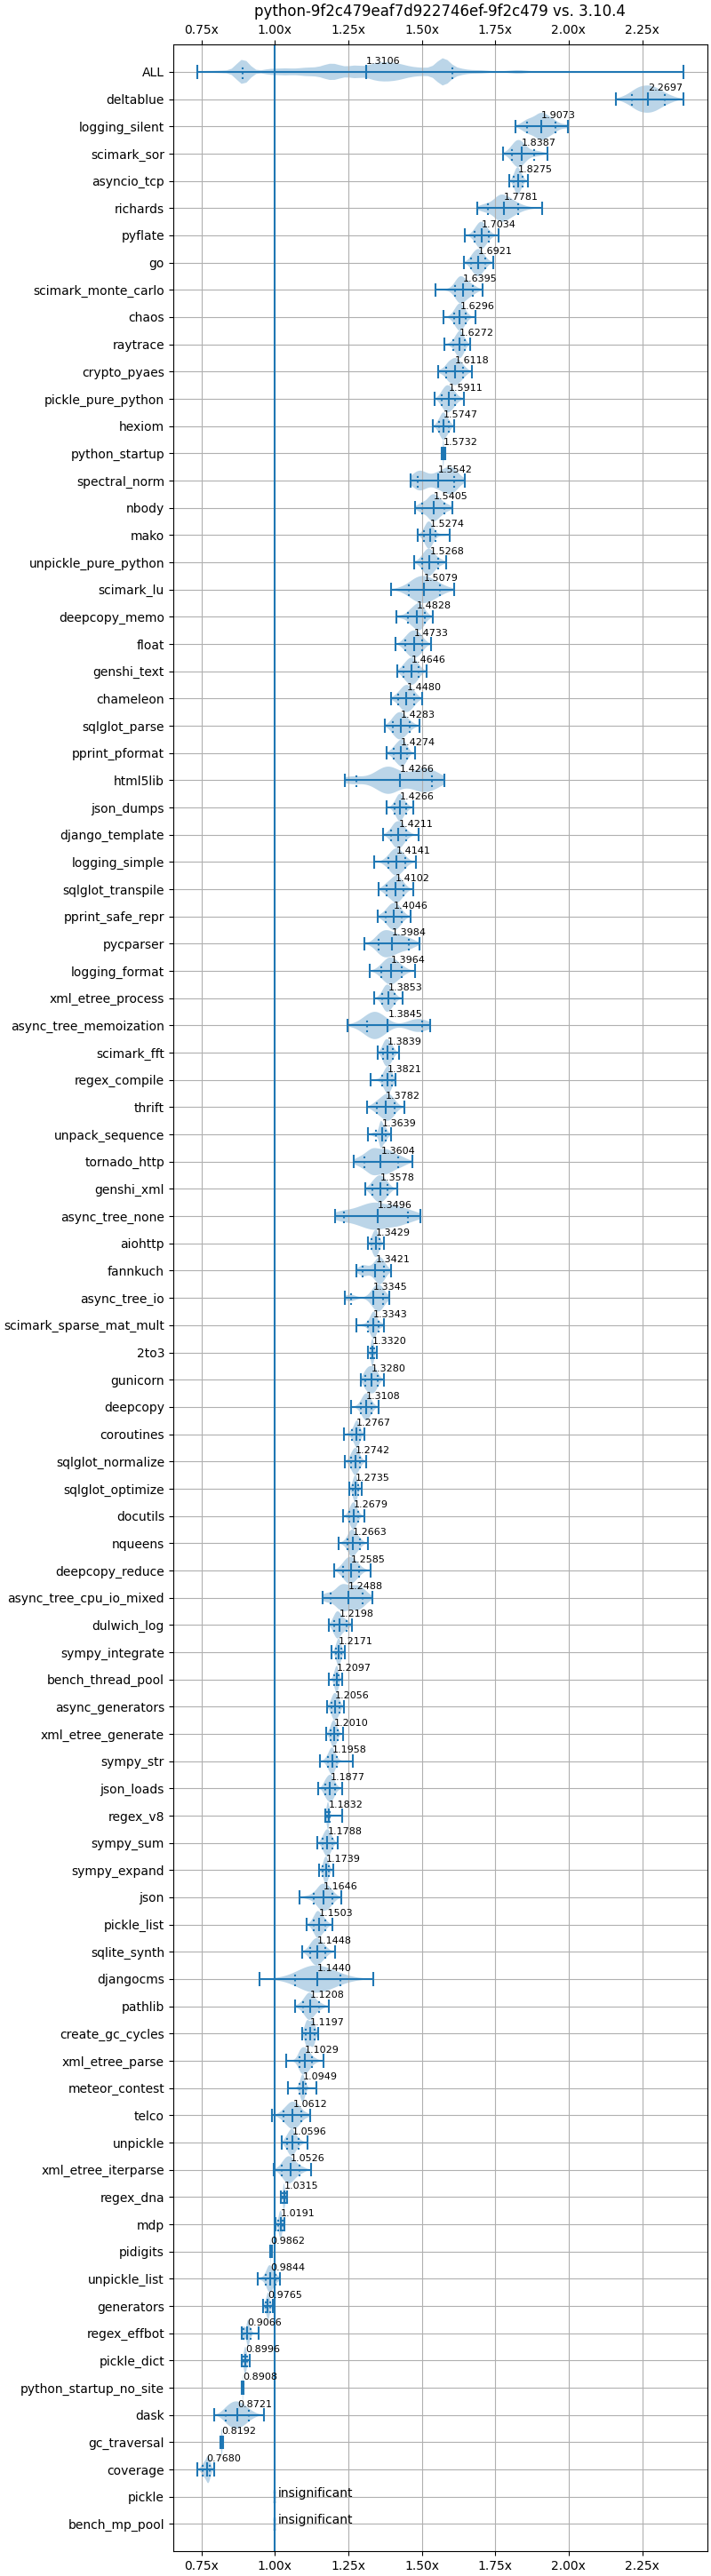 python-9f2c479eaf7d922746ef-9f2c479 vs. 3.10.4
0.75x 1.00x 1.25x 1.50x 1.75x 2.00x 2.25x
ALL 1.3106
deltablue 2.2697
logging_silent 1.9073
scimark_sor 1.8387
asyncio_tcp 1.8275
richards 1.7781
pyflate 1.7034
go 1.6921
scimark_monte_carlo 1.6395
chaos 1.6296
raytrace 1.6272
crypto_pyaes 1.6118
pickle_pure_python 1.5911
hexiom 1.5747
python_startup 1.5732
spectral_norm 1.5542
nbody 1.5405
mako 1.5274
unpickle_pure_python 1.5268
scimark_lu 1.5079
deepcopy_memo 1.4828
float 1.4733
genshi_text 1.4646
chameleon 1.4480
sqlglot_parse 1.4283
pprint_pformat 1.4274
html5lib 1.4266
json_dumps 1.4266
django_template 1.4211
logging_simple 1.4141
sqlglot_transpile 1.4102
pprint_safe_repr 1.4046
pycparser 1.3984
logging_format 1.3964
xml_etree_process 1.3853
async_tree_memoization 1.3845
scimark_fft 1.3839
regex_compile 1.3821
thrift 1.3782
unpack_sequence 1.3639
tornado_http 1.3604
genshi_xml 1.3578
async_tree_none 1.3496
aiohttp 1.3429
fannkuch 1.3421
async_tree_io 1.3345
scimark_sparse_mat_mult 1.3343
2to3 1.3320
gunicorn 1.3280
deepcopy 1.3108
coroutines 1.2767
sqlglot_normalize 1.2742
sqlglot_optimize 1.2735
docutils 1.2679
nqueens 1.2663
deepcopy_reduce 1.2585
async_tree_cpu_io_mixed 1.2488
dulwich_log 1.2198
sympy_integrate 1.2171
bench_thread_pool 1.2097
async_generators 1.2056
xml_etree_generate 1.2010
sympy_str 1.1958
json_loads 1.1877
regex_v8 1.1832
sympy_sum 1.1788
sympy_expand 1.1739
json 1.1646
pickle_list 1.1503
sqlite_synth 1.1448
djangocms 1.1440
pathlib 1.1208
create_gc_cycles 1.1197
xml_etree_parse 1.1029
meteor_contest 1.0949
telco 1.0612
unpickle 1.0596
xml_etree_iterparse 1.0526
regex_dna 1.0315
mdp 1.0191
pidigits 0.9862
unpickle_list 0.9844
generators 0.9765
regex_effbot 0.9066
pickle_dict 0.8996
python_startup_no_site 0.8908
dask 0.8721
gc_traversal 0.8192
coverage 0.7680
pickle insignificant
bench_mp_pool insignificant
0.75x 1.00x 1.25x 1.50x 1.75x 2.00x 2.25x